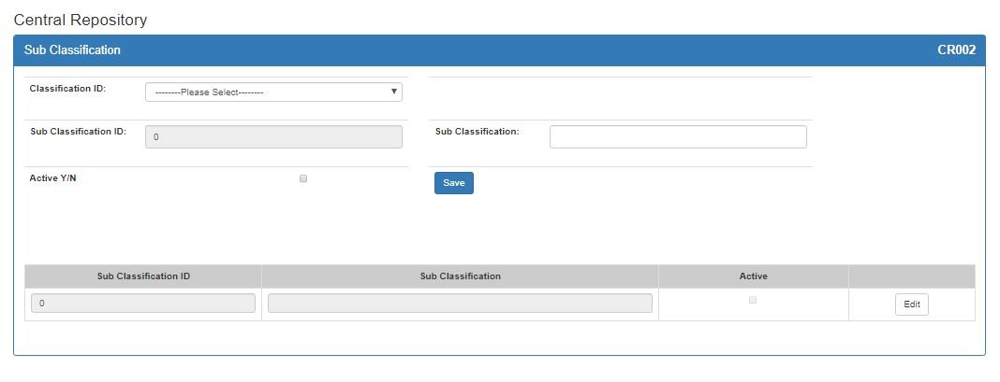 Central Repository
Sub Classification CR002
Classification ID: --------Please Select--------
Sub Classification ID: 0 Sub Classification:
Active Y/N Save
Sub Classification ID Sub Classification Active
0 Edit